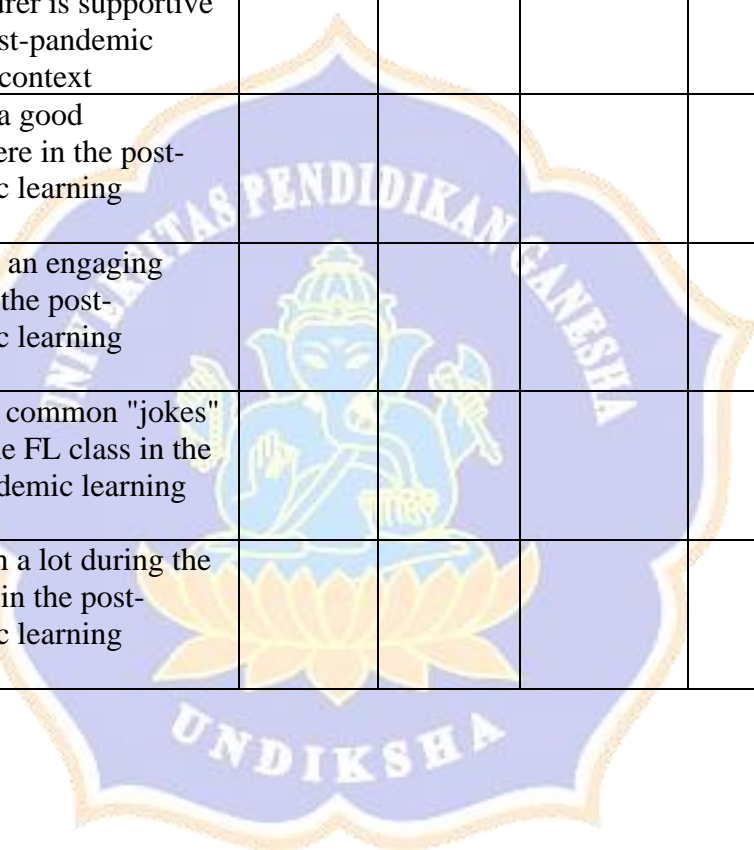 urer is supportive
st-pandemic
context
a good
ere in the post-
c learning
an engaging
the post-
c learning
common "jokes"
e FL class in the
demic learning
n a lot during the
in the post-
c learning
UNIVERSITAS PENDIDIKAN GANESHA
UNDIKSHA